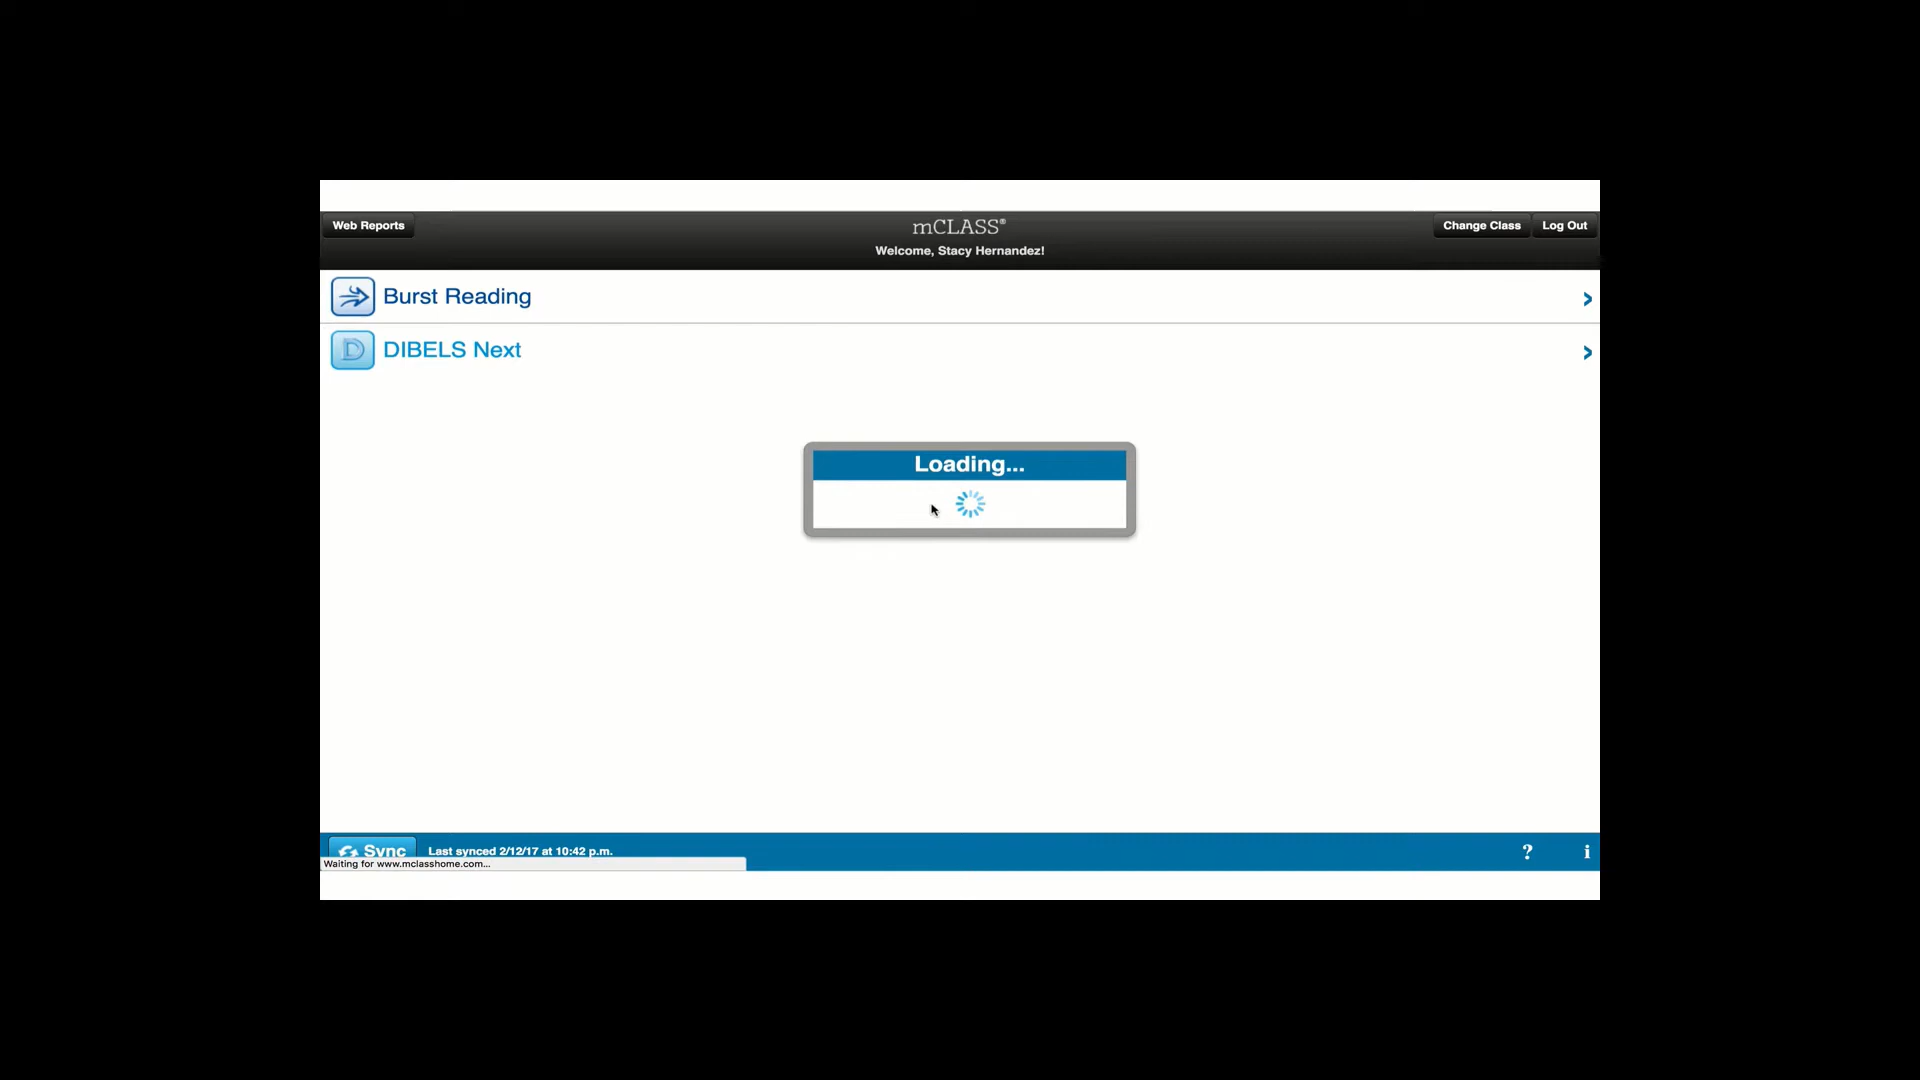 Web Reports
mCLASS®
Change Class
Log Out
Welcome, Stacy Hernandez!
Burst Reading
D DIBELS Next
Loading...
Sync
Last synced 2/12/17 at 10:42 p.m.
?
i
Waiting for www.mclasshome.com...